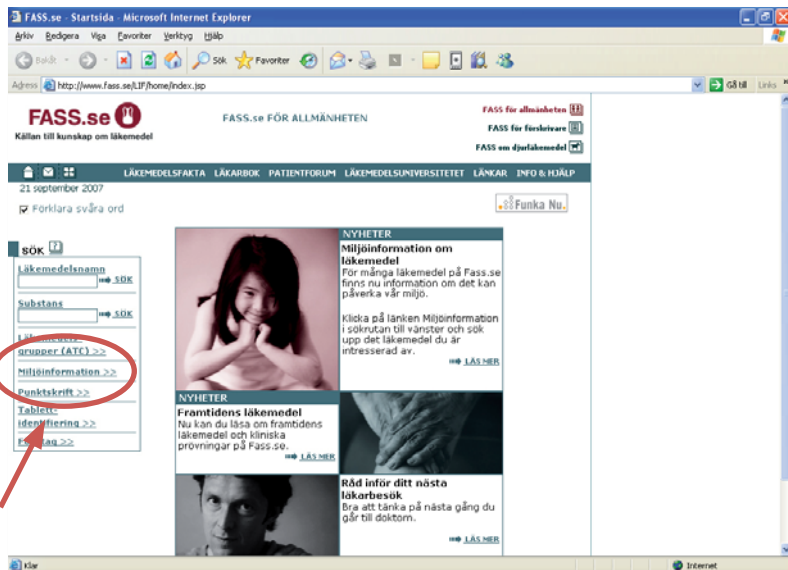 FASS.se - Startsida - Microsoft Internet Explorer
Arkiv Redigera Visa Favoriter Verktyg Hjälp
Bakåt Sök Favoriter
Adress http://www.fass.se/LIF/home/index.jsp Gå till Links »
FASS.se
Källan till kunskap om läkemedel
FASS.se FÖR ALLMÄNHETEN
FASS för allmänheten
FASS för förskrivare
FASS om djurläkemedel
LÄKEMEDELSFAKTA LÄKARBOK PATIENTFORUM LÄKEMEDELSUNIVERSITETET LÄNKAR INFO & HJÄLP
21 september 2007
Förklara svåra ord
Funka Nu.
SÖK ?
Läkemedelsnamn
SÖK
Substans
SÖK
Läkemedels-
grupper (ATC) >>
Miljöinformation >>
Punktskrift >>
Tablett-
identifiering >>
Företag >>
NYHETER
Miljöinformation om
läkemedel
För många läkemedel på Fass.se
finns nu information om det kan
påverka vår miljö.
Klicka på länken Miljöinformation
i sökrutan till vänster och sök
upp det läkemedel du är
intresserad av.
LÄS MER
NYHETER
Framtidens läkemedel
Nu kan du läsa om framtidens
läkemedel och kliniska
prövningar på Fass.se.
LÄS MER
Råd inför ditt nästa
läkarbesök
Bra att tänka på nästa gång du
går till doktorn.
LÄS MER
Klar Internet